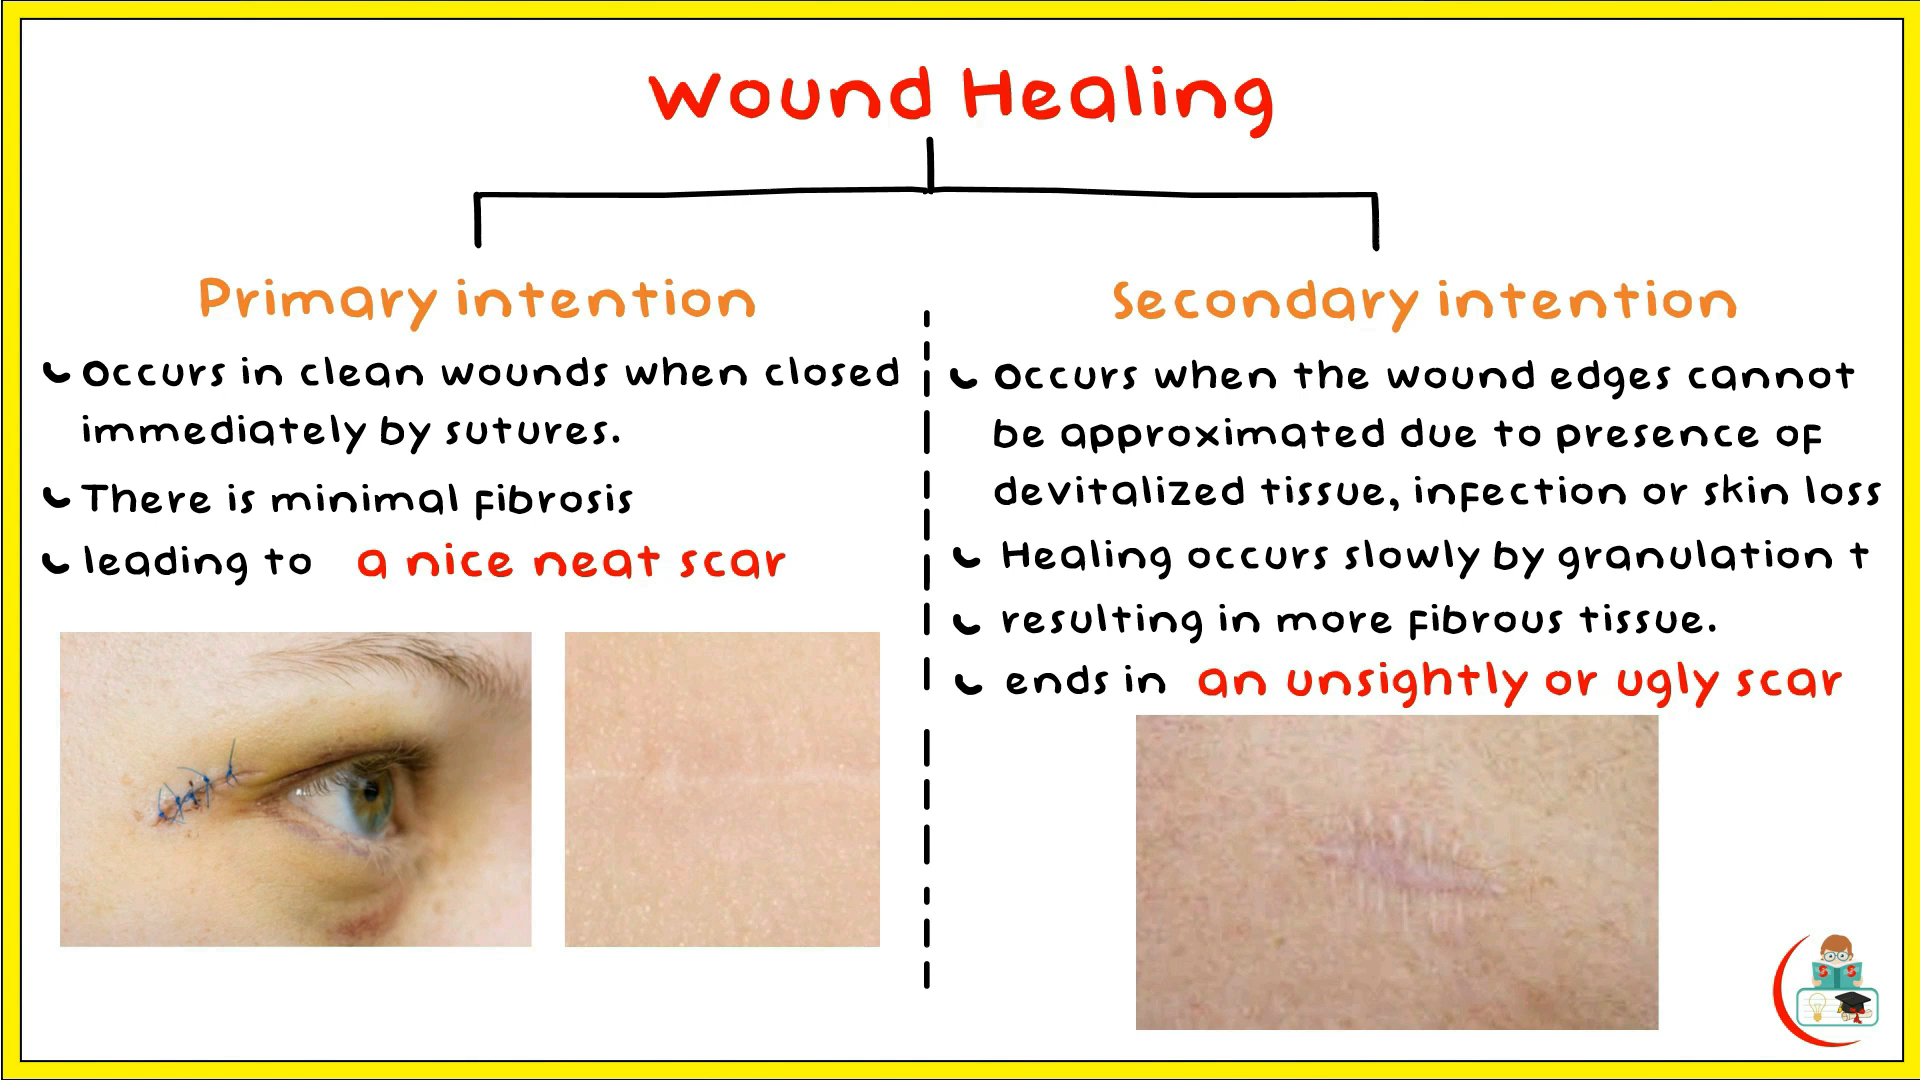 Wound Healing
Primary intention
Occurs in clean wounds when closed
immediately by sutures.
There is minimal fibrosis
leading to a nice neat scar
Secondary intention
Occurs when the wound edges cannot
be approximated due to presence of
devitalized tissue, infection or skin loss
Healing occurs slowly by granulation t
resulting in more fibrous tissue.
ends in an unsightly or ugly scar